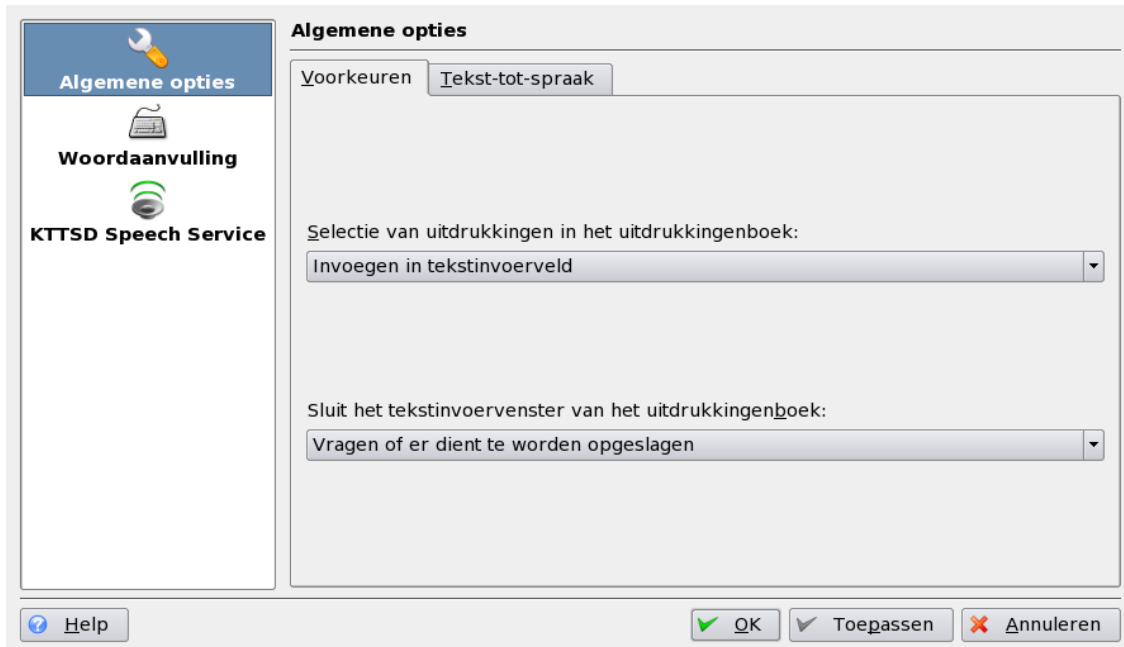 Algemene opties
Woordaanvulling
KTTSD Speech Service
Algemene opties
Voorkeuren
Tekst-tot-spraak
Selectie van uitdrukkingen in het uitdrukkingenboek:
Invoegen in tekstinvoerveld
Sluit het tekstinvoervenster van het uitdrukkingenboek:
Vragen of er dient te worden opgeslagen
Help
OK
Toepassen
Annuleren